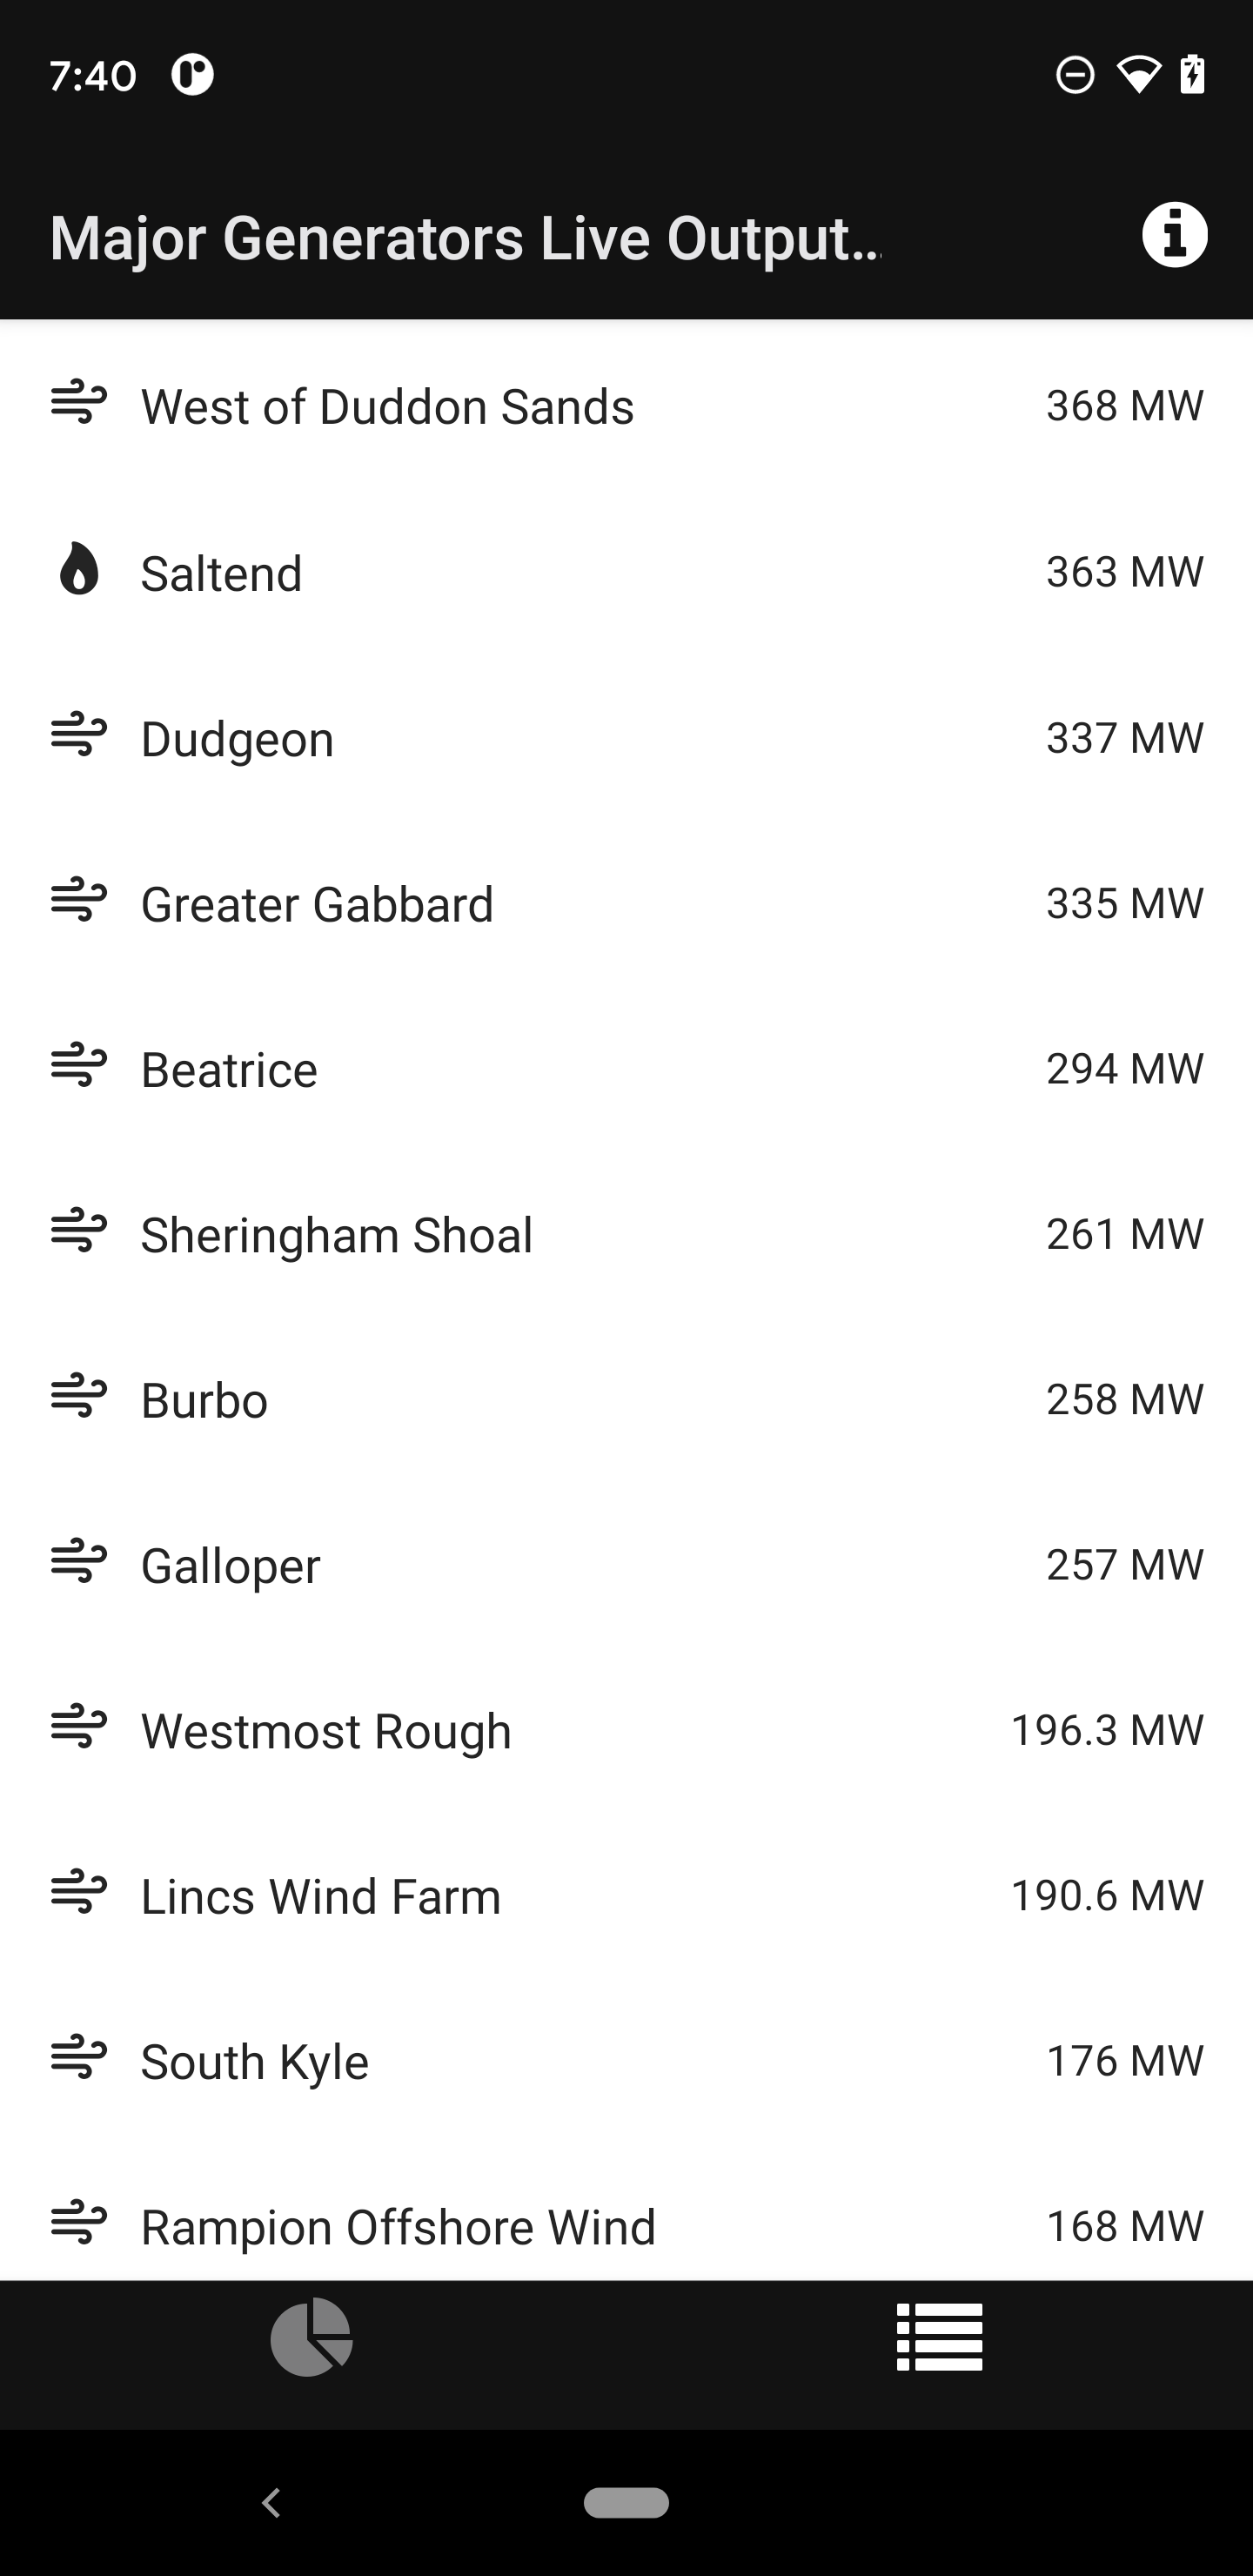 7:40
Major Generators Live Output...
West of Duddon Sands 368 MW
Saltend 363 MW
Dudgeon 337 MW
Greater Gabbard 335 MW
Beatrice 294 MW
Sheringham Shoal 261 MW
Burbo 258 MW
Galloper 257 MW
Westmost Rough 196.3 MW
Lincs Wind Farm 190.6 MW
South Kyle 176 MW
Rampion Offshore Wind 168 MW